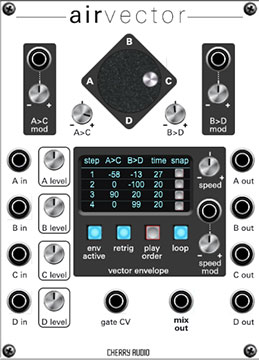 airvector
B
A
C
D
- +
A>C
mod
- +
A>C
- +
B>D
- +
B>D
mod
step A>C B>D time snap
1 -58 -13 27
2 0 -100 20
3 90 20 20
4 0 99 20
- +
speed
env
active
retrig
play
order
loop
- +
speed
mod
vector envelope
A in
A level
A out
B in
B level
B out
C in
C level
C out
D in
D level
gate CV
mix
out
D out
CHERRY AUDIO